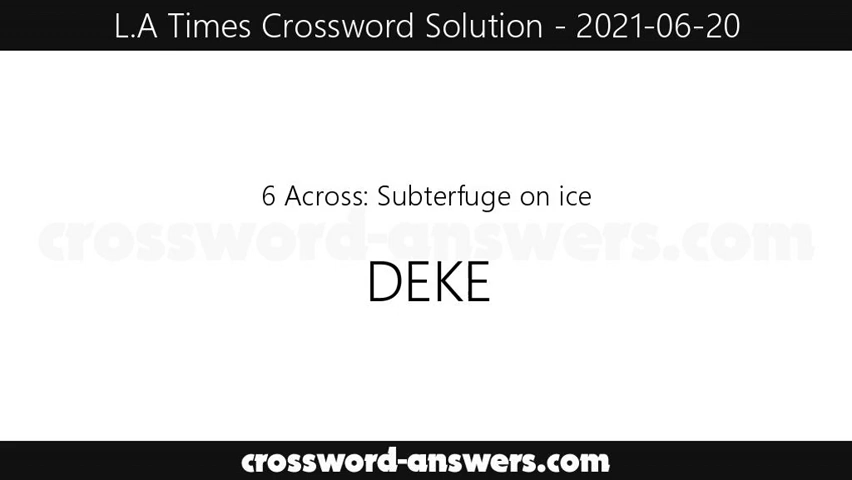 L.A Times Crossword Solution - 2021-06-20
6 Across: Subterfuge on ice
crossword-answers.com
DEKE
crossword-answers.com